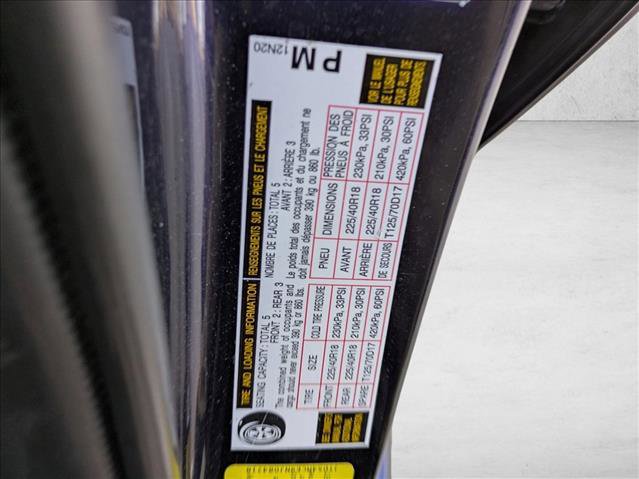 TIRE AND LOADING INFORMATION
SEATING CAPACITY: TOTAL 5
FRONT 2: REAR 3
The combined weight of occupants and
cargo should never exceed 390 kg or 860 lbs.
TIRE SIZE COLD TIRE PRESSURE
FRONT 225/40R18 230kPa, 33PSI
REAR 225/40R18 210kPa, 30PSI
SPARE T125/70D17 420kPa, 60PSI
SEE OWNER'S
MANUAL FOR
ADDITIONAL
INFORMATION
RENSEIGNEMENTS SUR LES PNEUS ET LE CHARGEMENT
NOMBRE DE PLACES: TOTAL 5
AVANT 2: ARRIÈRE 3
Le poids total des occupants et du chargement ne
doit jamais dépasser 390 kg ou 860 lb.
PNEU DIMENSIONS PRESSION DES
PNEUS À FROID
AVANT 225/40R18 230kPa, 33PSI
ARRIÈRE 225/40R18 210kPa, 30PSI
DE SECOURS T125/70D17 420kPa, 60PSI
VOIR LE MANUEL
DE L'USAGER
POUR PLUS DE
RENSEIGNEMENTS
12N20
PM